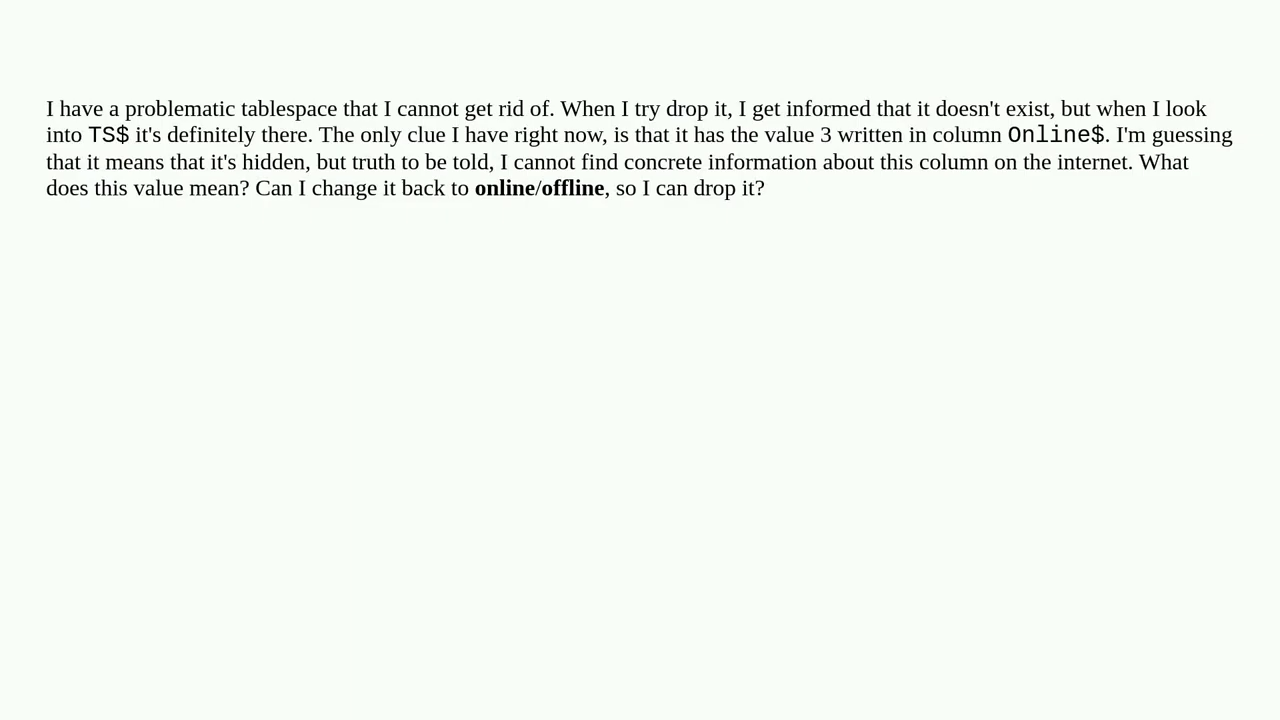 I have a problematic tablespace that I cannot get rid of. When I try drop it, I get informed that it doesn't exist, but when I look
into TS$ it's definitely there. The only clue I have right now, is that it has the value 3 written in column Online$. I'm guessing
that it means that it's hidden, but truth to be told, I cannot find concrete information about this column on the internet. What
does this value mean? Can I change it back to online/offline, so I can drop it?